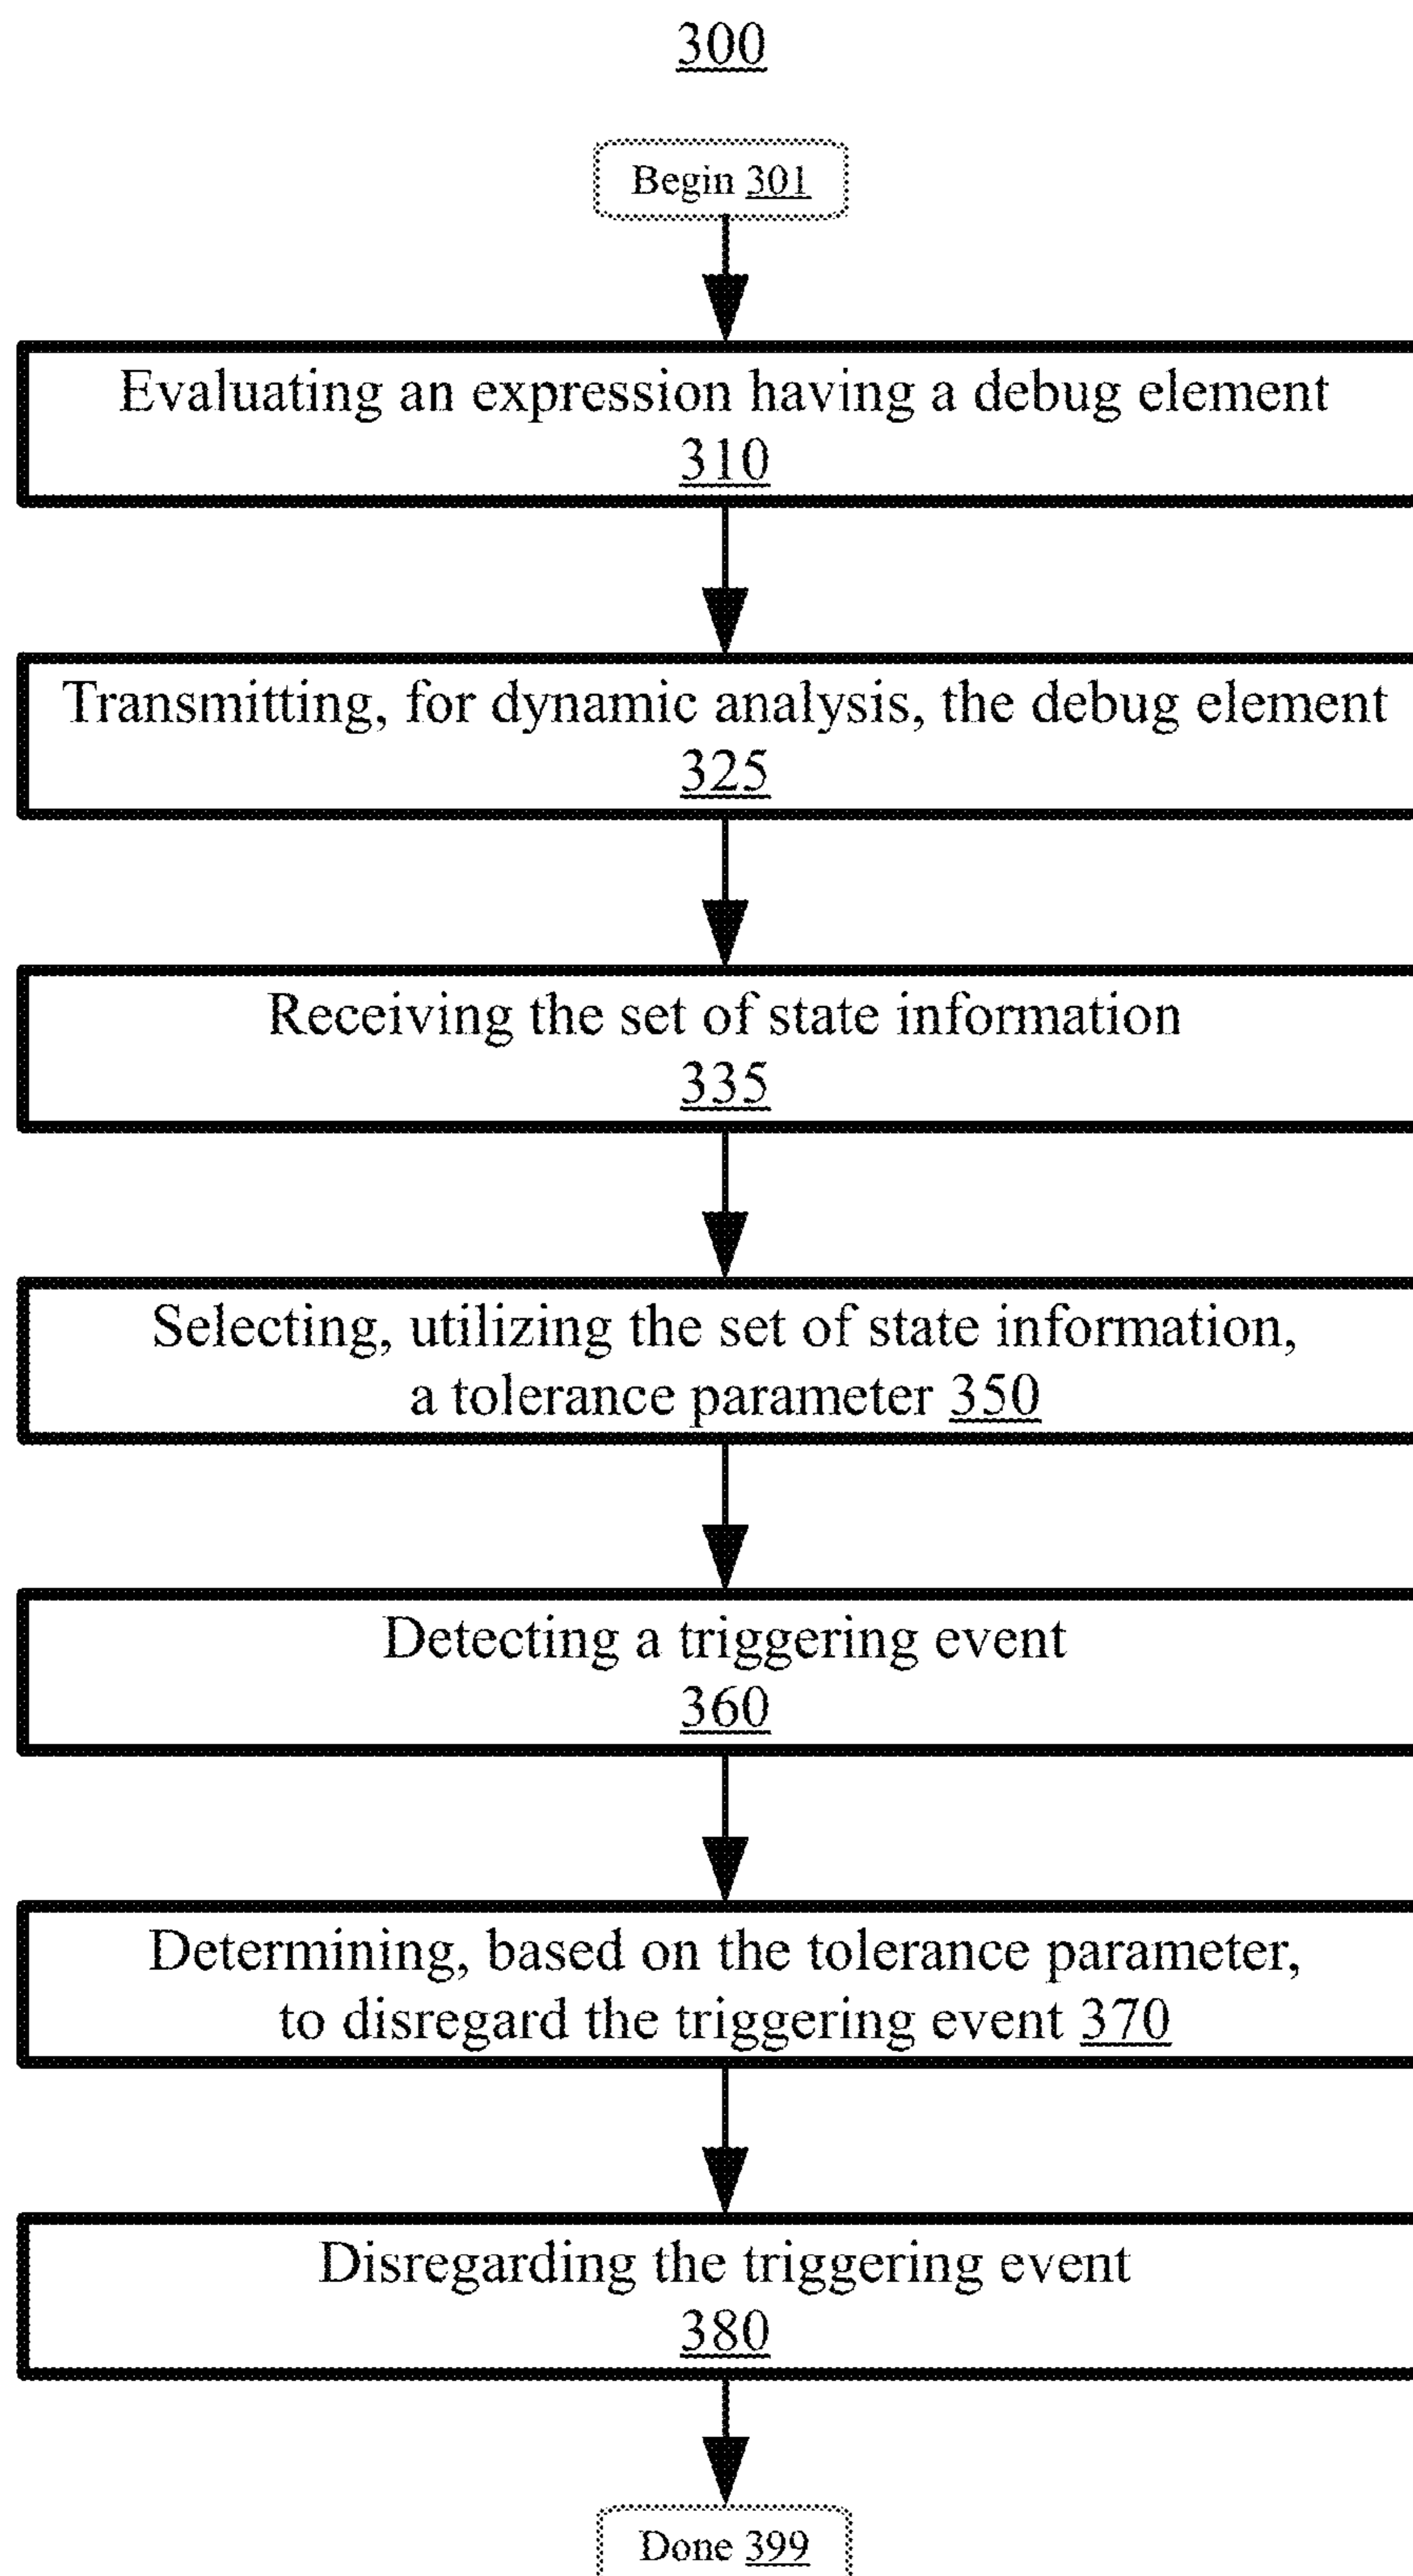 300
Begin 301
Evaluating an expression having a debug element
310
Transmitting, for dynamic analysis, the debug element
325
Receiving the set of state information
335
Selecting, utilizing the set of state information,
a tolerance parameter 350
Detecting a triggering event
360
Determining, based on the tolerance parameter,
to disregard the triggering event 370
Disregarding the triggering event
380
Done 399